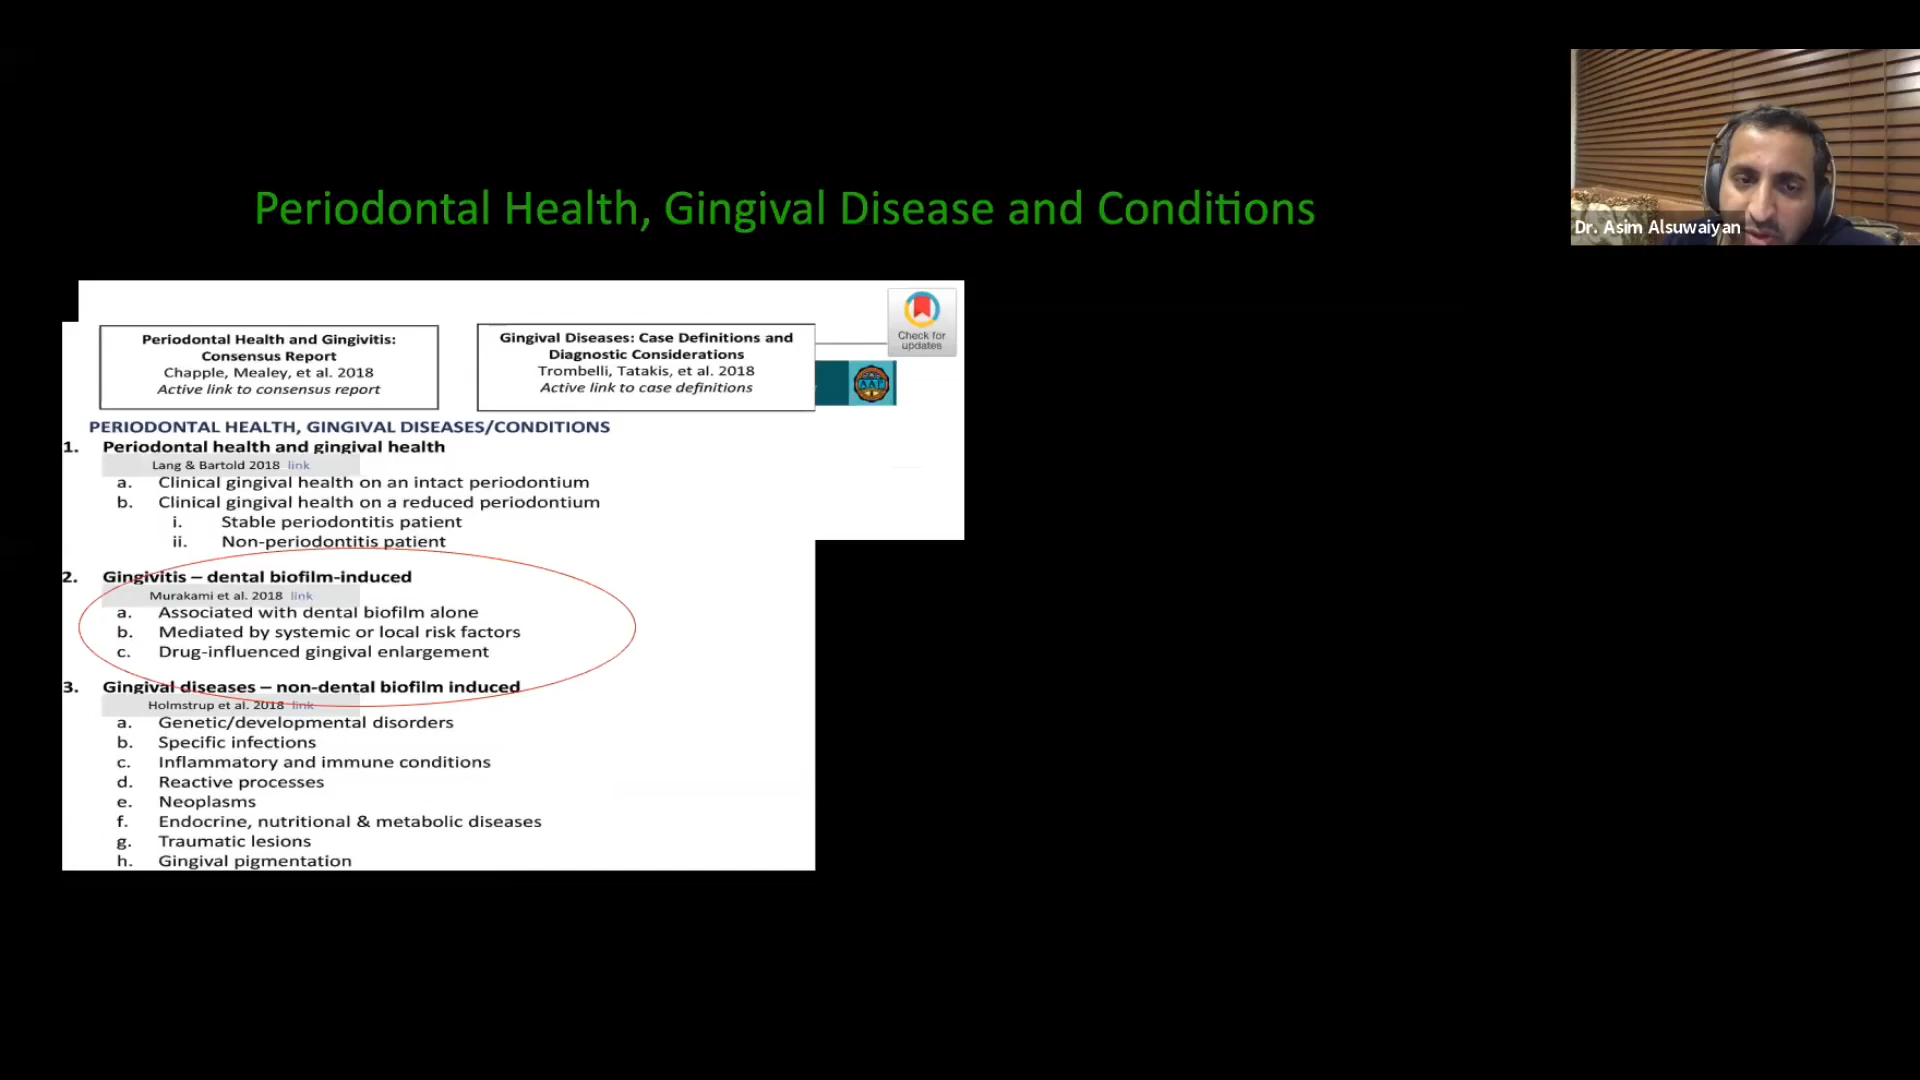 Periodontal Health, Gingival Disease and Conditions
Dr. Asim Alsuwaiyan
Check for
updates
Periodontal Health and Gingivitis:
Consensus Report
Chapple, Mealey, et al. 2018
Active link to consensus report
Gingival Diseases: Case Definitions and
Diagnostic Considerations
Trombelli, Tatakis, et al. 2018
Active link to case definitions
AAP
PERIODONTAL HEALTH, GINGIVAL DISEASES/CONDITIONS
1. Periodontal health and gingival health
Lang & Bartold 2018 link
a. Clinical gingival health on an intact periodontium
b. Clinical gingival health on a reduced periodontium
i. Stable periodontitis patient
ii. Non-periodontitis patient
2. Gingivitis – dental biofilm-induced
Murakami et al. 2018 link
a. Associated with dental biofilm alone
b. Mediated by systemic or local risk factors
c. Drug-influenced gingival enlargement
3. Gingival diseases – non-dental biofilm induced
Holmstrup et al. 2018 link
a. Genetic/developmental disorders
b. Specific infections
c. Inflammatory and immune conditions
d. Reactive processes
e. Neoplasms
f. Endocrine, nutritional & metabolic diseases
g. Traumatic lesions
h. Gingival pigmentation